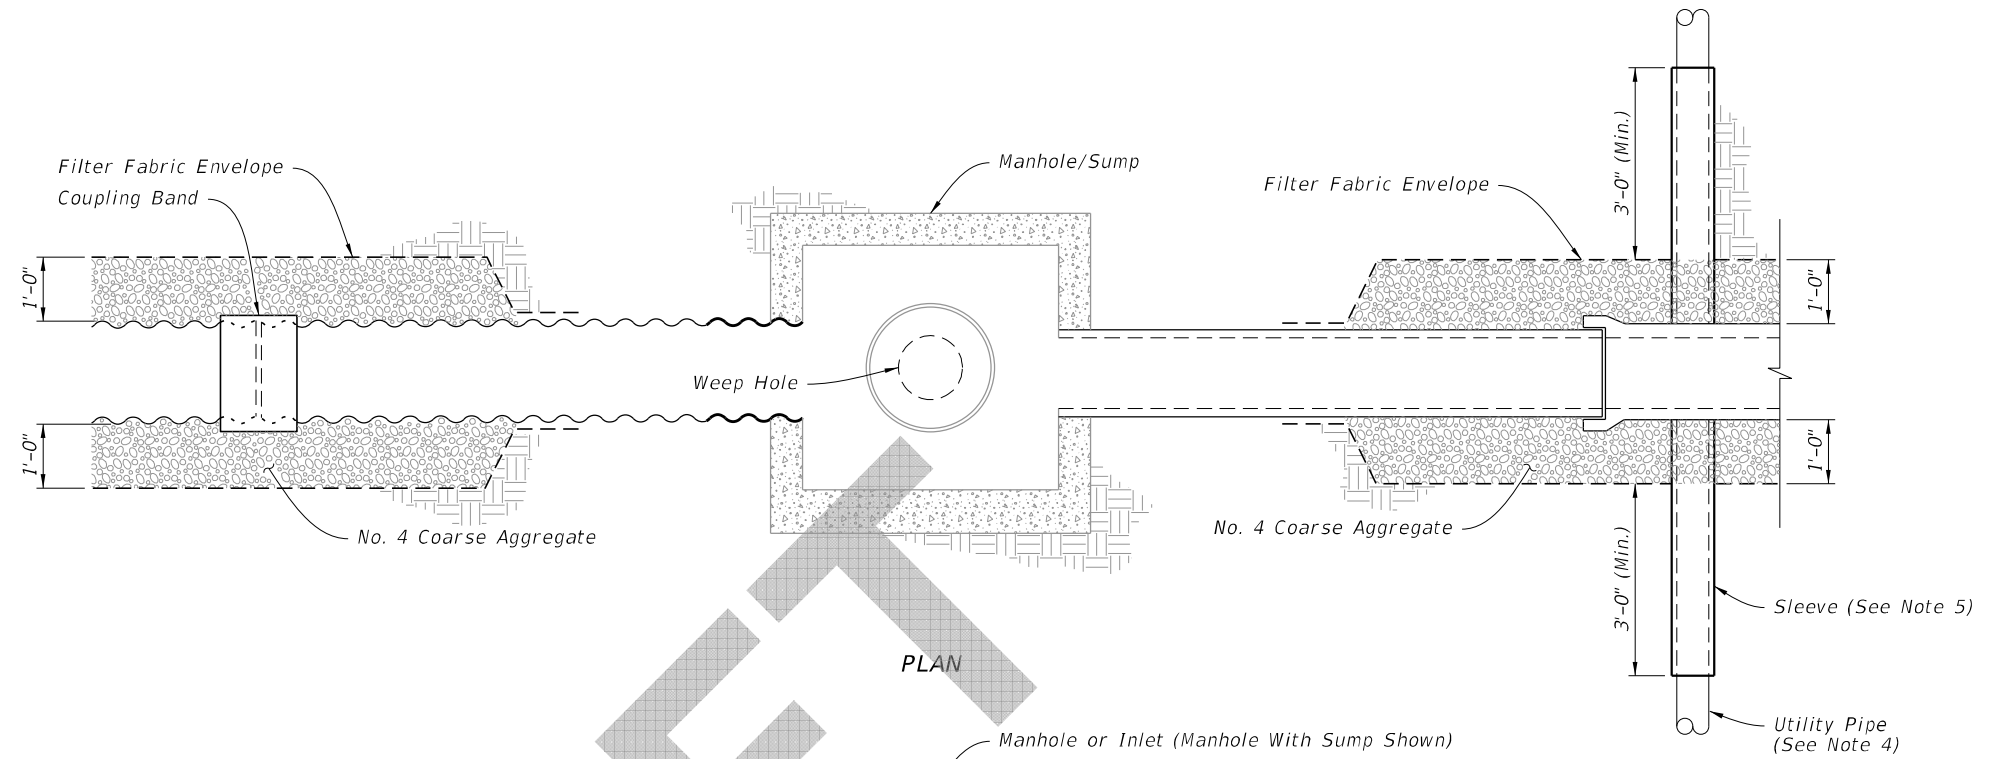 Filter Fabric Envelope
Coupling Band
1'-0"
1'-0"
No. 4 Coarse Aggregate
Manhole/Sump
Weep Hole
Filter Fabric Envelope
3'-0" (Min.)
1'-0"
1'-0"
No. 4 Coarse Aggregate
3'-0" (Min.)
Sleeve (See Note 5)
Utility Pipe
(See Note 4)
PLAN
Manhole or Inlet (Manhole With Sump Shown)